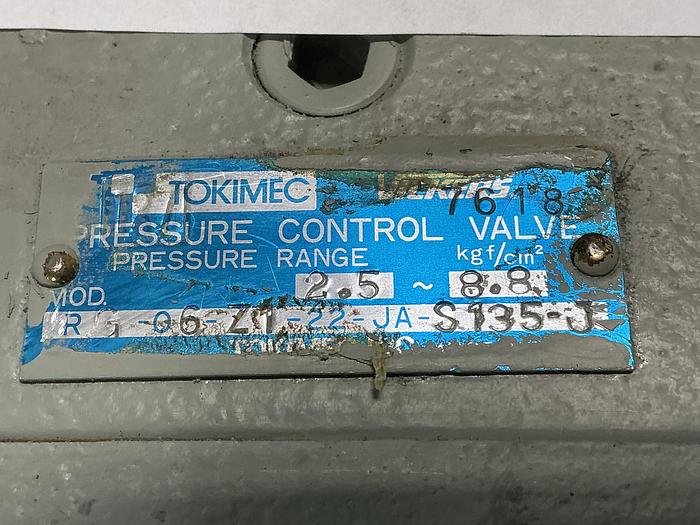 TOKIMEC VICKERS
7618
PRESSURE CONTROL VALVE
PRESSURE RANGE kgf/cm²
2.5 ~ 8.8
MOD.
-06-Z1-22-JA-S135-J